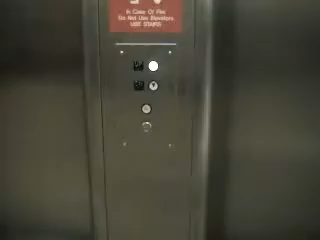 In Case Of Fire
Do Not Use Elevators
USE STAIRS